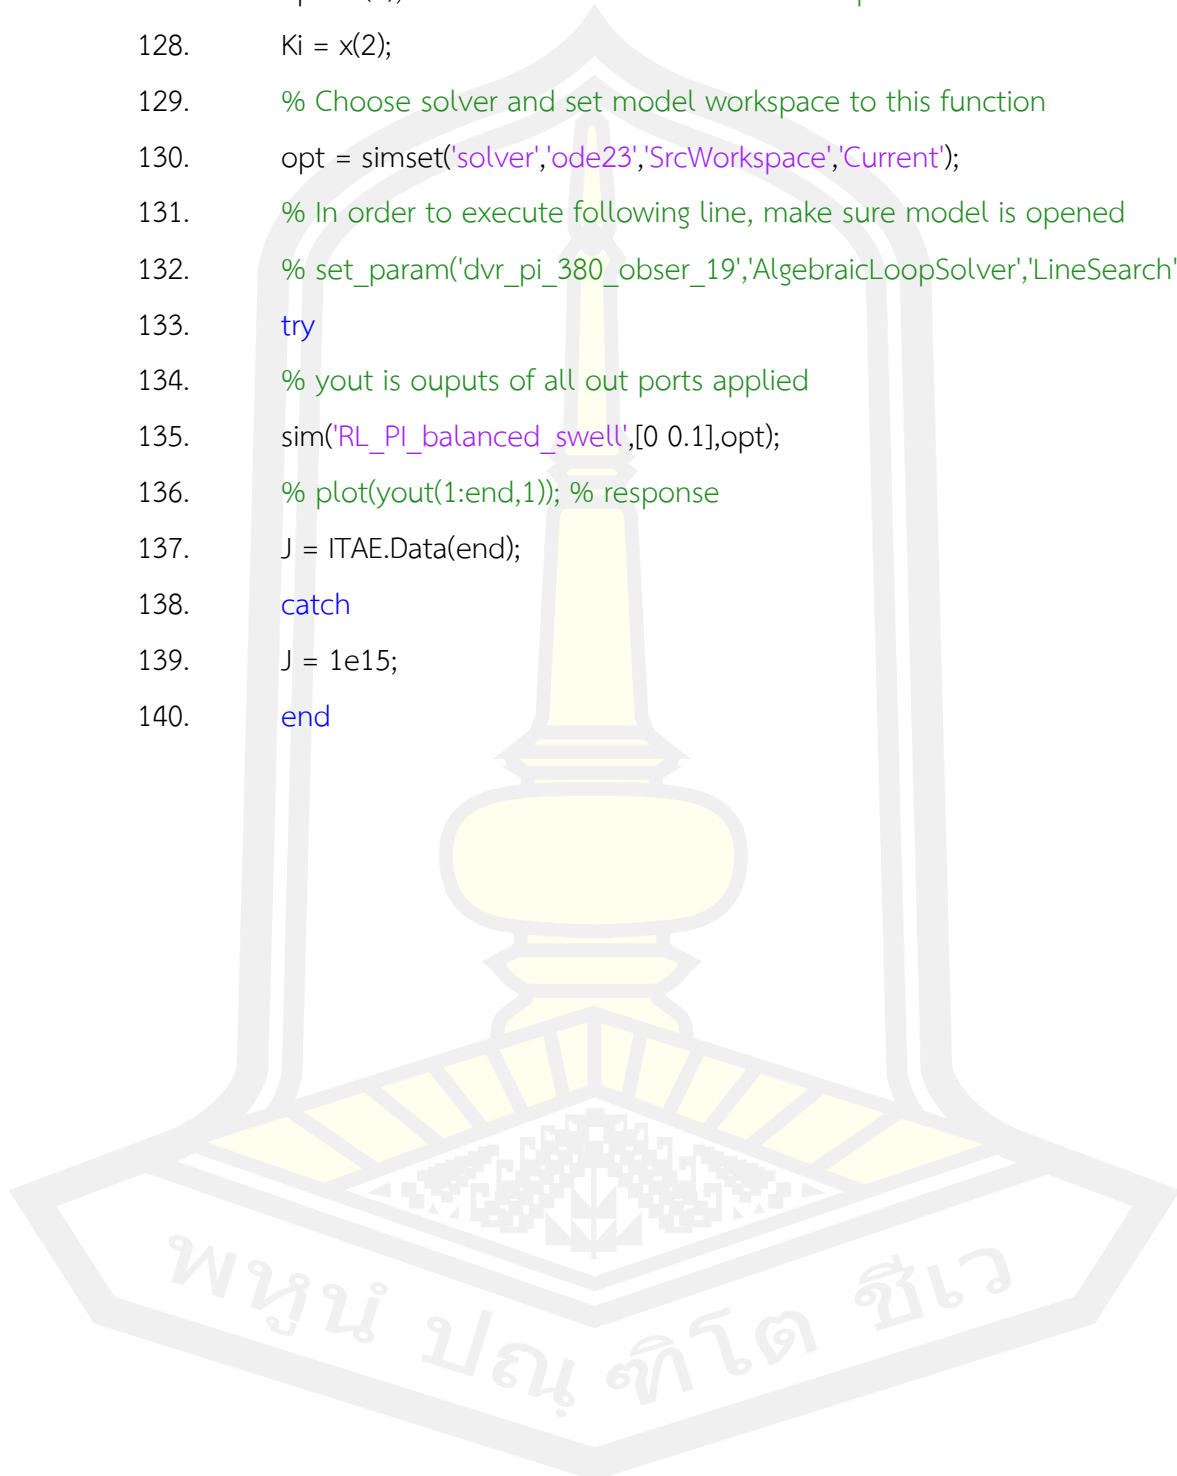 128. Ki = x(2);
129. % Choose solver and set model workspace to this function
130. opt = simset('solver','ode23','SrcWorkspace','Current');
131. % In order to execute following line, make sure model is opened
132. % set_param('dvr_pi_380_obser_19','AlgebraicLoopSolver','LineSearch'
133. try
134. % yout is ouputs of all out ports applied
135. sim('RL_PI_balanced_swell',[0 0.1],opt);
136. % plot(yout(1:end,1)); % response
137. J = ITAE.Data(end);
138. catch
139. J = 1e15;
140. end
พหูนํ ปณฺฑิโต ชีเว